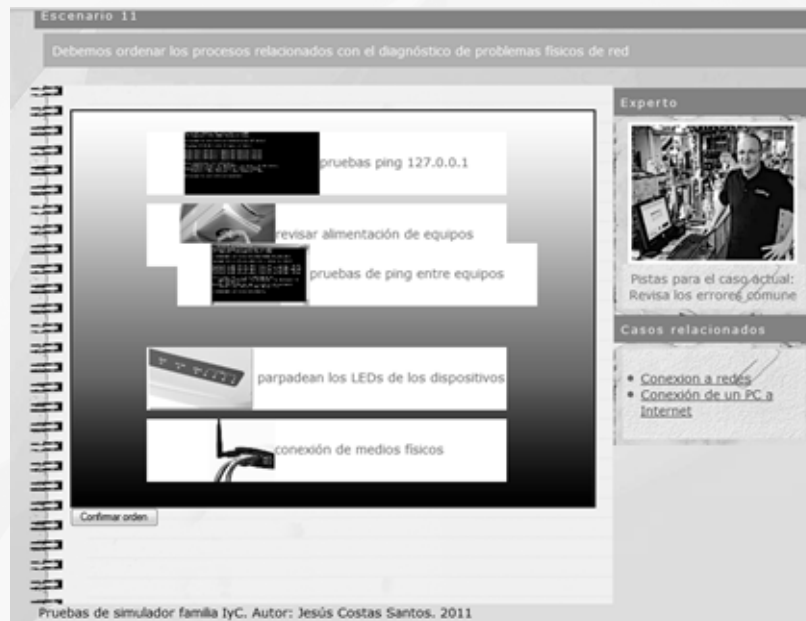 Escenario 11
Debemos ordenar los procesos relacionados con el diagnóstico de problemas físicos de red
pruebas ping 127.0.0.1
revisar alimentación de equipos
pruebas de ping entre equipos
parpadean los LEDs de los dispositivos
conexión de medios físicos
Confirmar orden
Experto
Pistas para el caso actual:
Revisa los errores comune
Casos relacionados
Conexion a redes
Conexión de un PC a
Internet
Pruebas de simulador familia IyC. Autor: Jesús Costas Santos. 2011